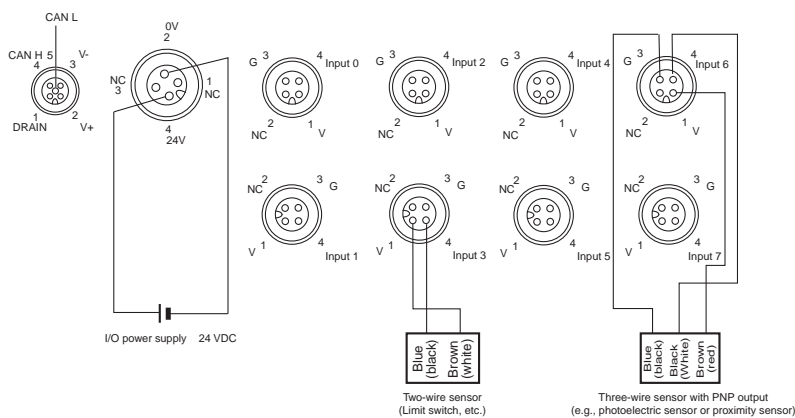 CAN L
CAN H 5 V-
4 3
1 2
DRAIN V+
0V
2
NC
3
1
NC
4
24V
G 3 4 Input 0
NC 2 1 V
G 3 4 Input 2
NC 2 1 V
G 3 4 Input 4
NC 2 1 V
G 3 4 Input 6
NC 2 1 V
NC 2 3 G
V 1 4 Input 1
NC 2 3 G
V 1 4 Input 3
NC 2 3 G
V 1 4 Input 5
NC 2 3 G
V 1 4 Input 7
I/O power supply 24 VDC
Blue
(black)
Brown
(white)
Two-wire sensor
(Limit switch, etc.)
Blue
(black)
Black
(White)
Brown
(red)
Three-wire sensor with PNP output
(e.g., photoelectric sensor or proximity sensor)